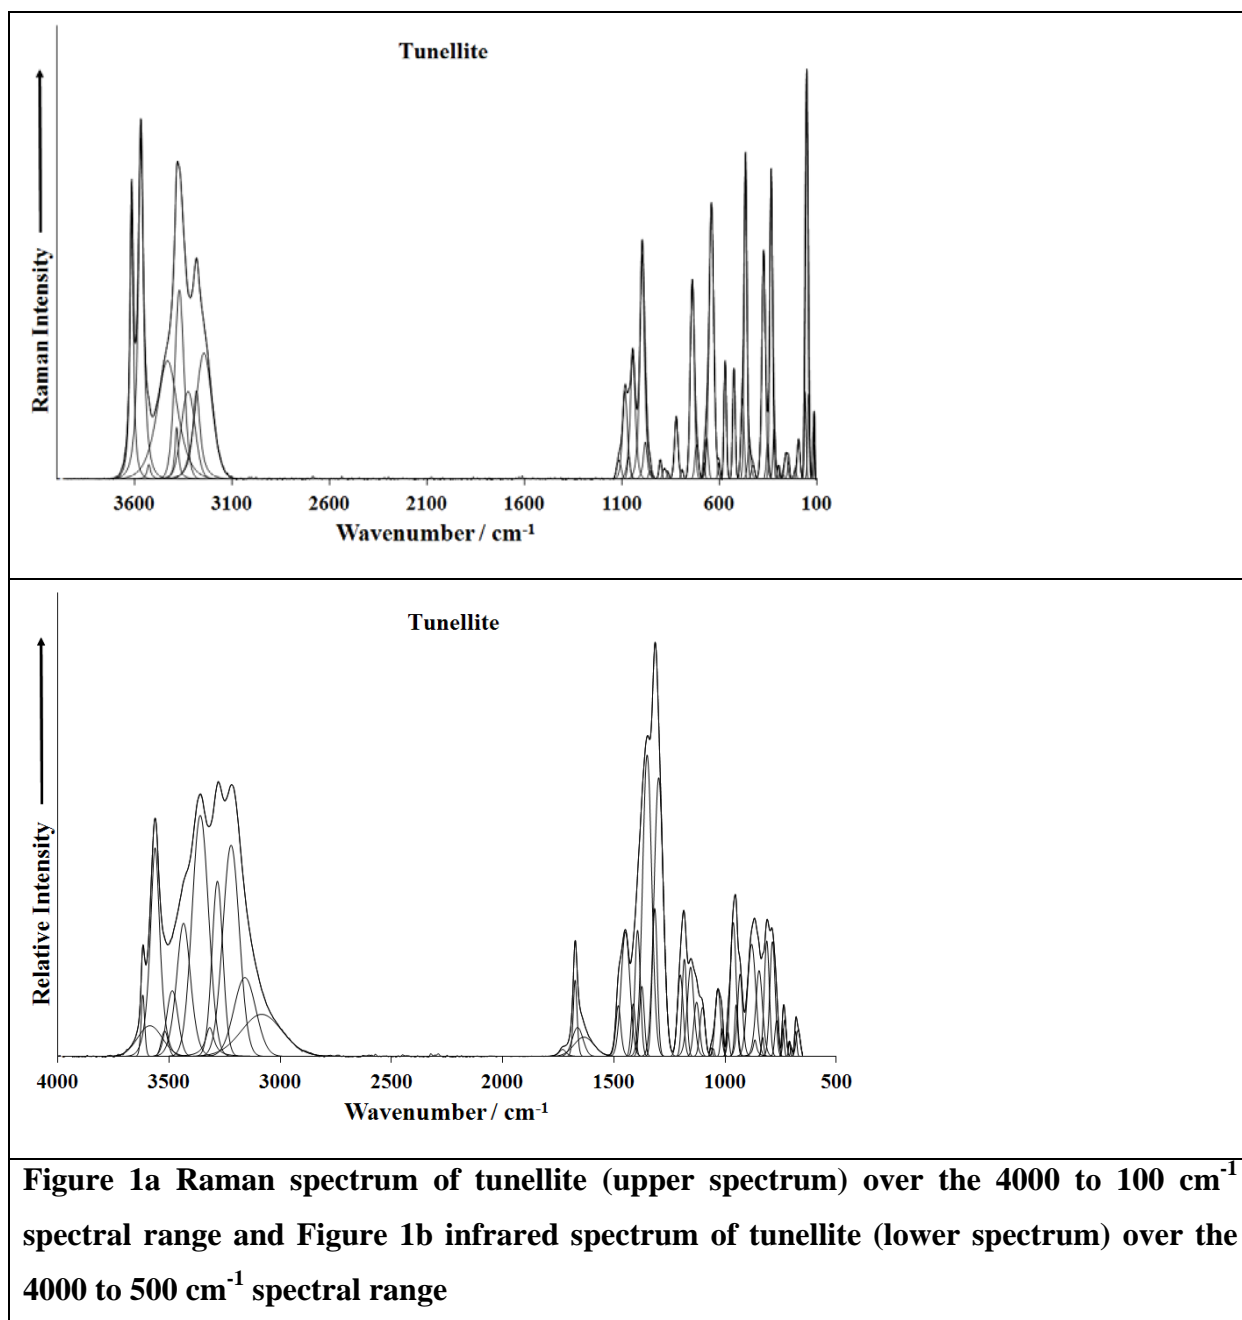 Tunellite
Raman Intensity
3600 3100 2600 2100 1600 1100 600 100
Wavenumber / cm⁻¹
Tunellite
Relative Intensity
4000 3500 3000 2500 2000 1500 1000 500
Wavenumber / cm⁻¹
Figure 1a Raman spectrum of tunellite (upper spectrum) over the 4000 to 100 cm⁻¹
spectral range and Figure 1b infrared spectrum of tunellite (lower spectrum) over the
4000 to 500 cm⁻¹ spectral range